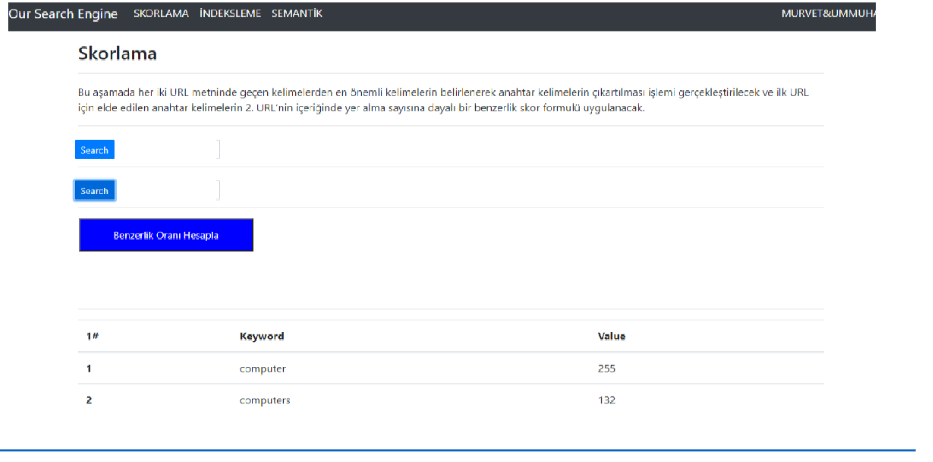 Our Search Engine SKORLAMA İNDEKSLEME SEMANTİK MURVET&UMMUHA
Skorlama
Bu aşamada her iki URL metninde geçen kelimelerden en önemli kelimelerin belirlenerek anahtar kelimelerin çıkartılması işlemi gerçekleştirilecek ve ilk URL
için elde edilen anahtar kelimelerin 2. URL'nin içeriğinde yer alma sayısına dayalı bir benzerlik skor formulü uygulanacak.
Search
Search
Benzerlik Oranı Hesapla
1# Keyword Value
1 computer 255
2 computers 132